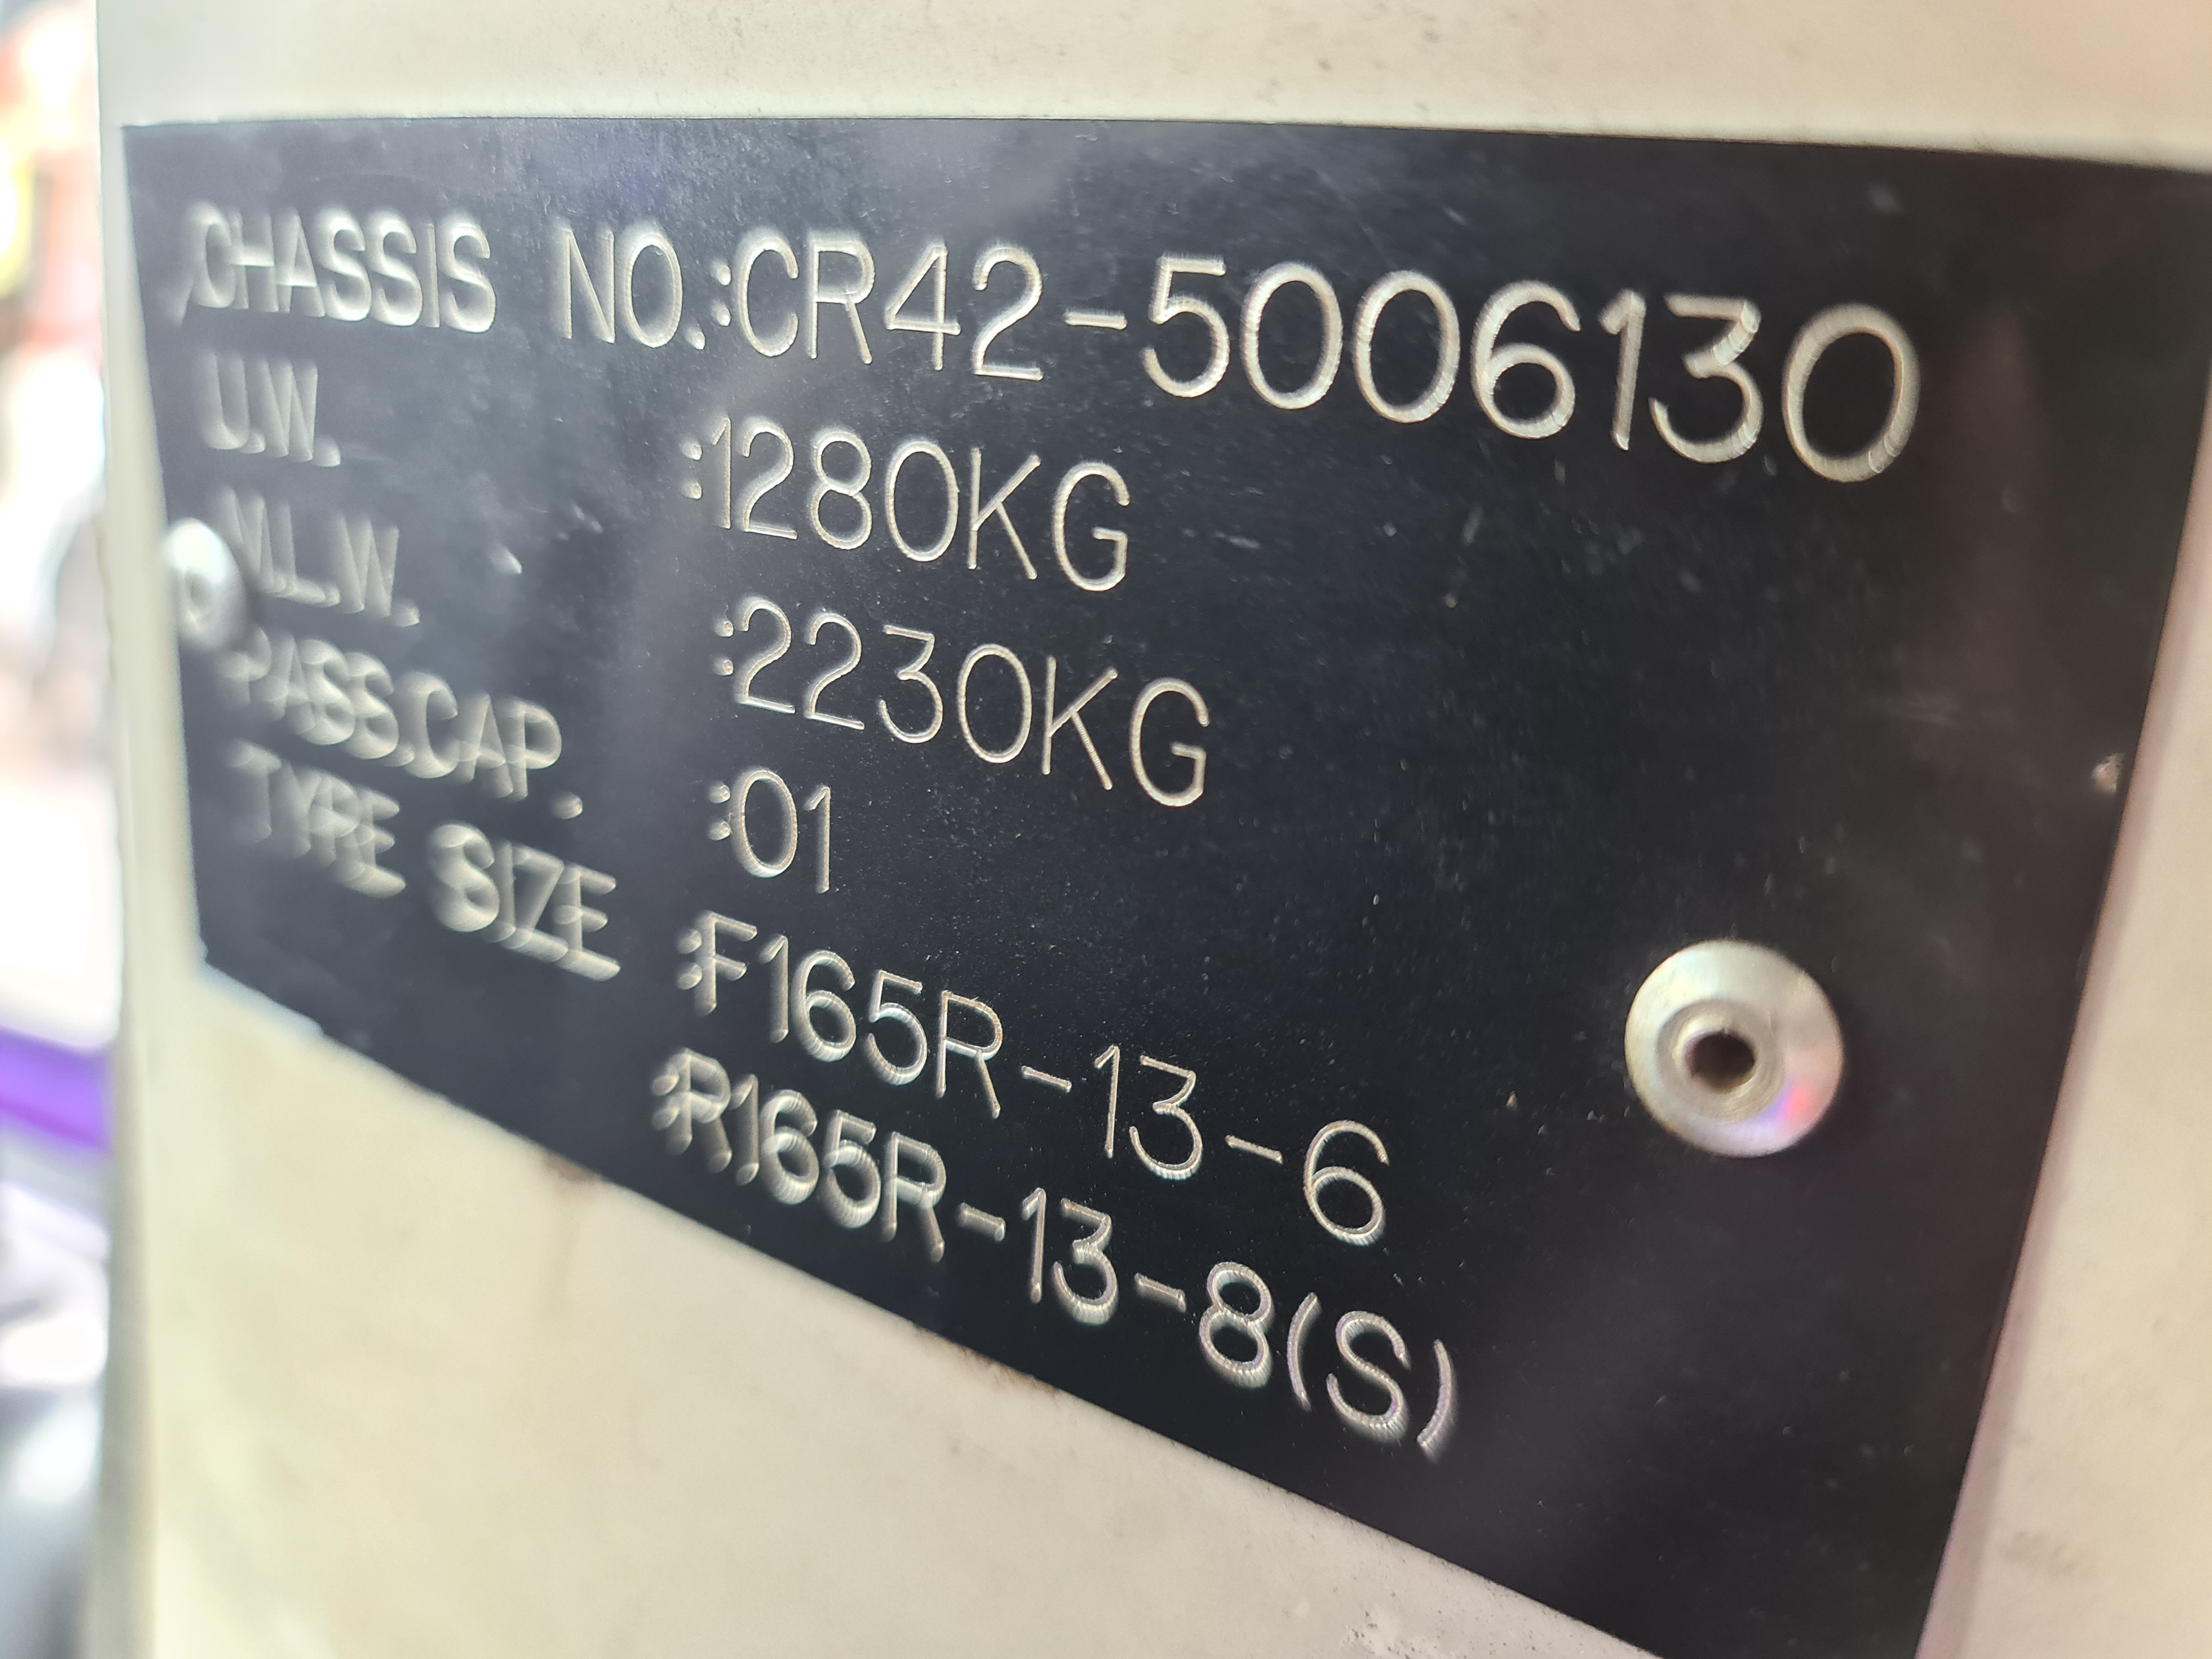 CHASSIS NO.:CR42-5006130
U.W. :1280KG
M.L.W. :2230KG
PASS.CAP. :01
TYRE SIZE :F165R-13-6
:R165R-13-8(S)